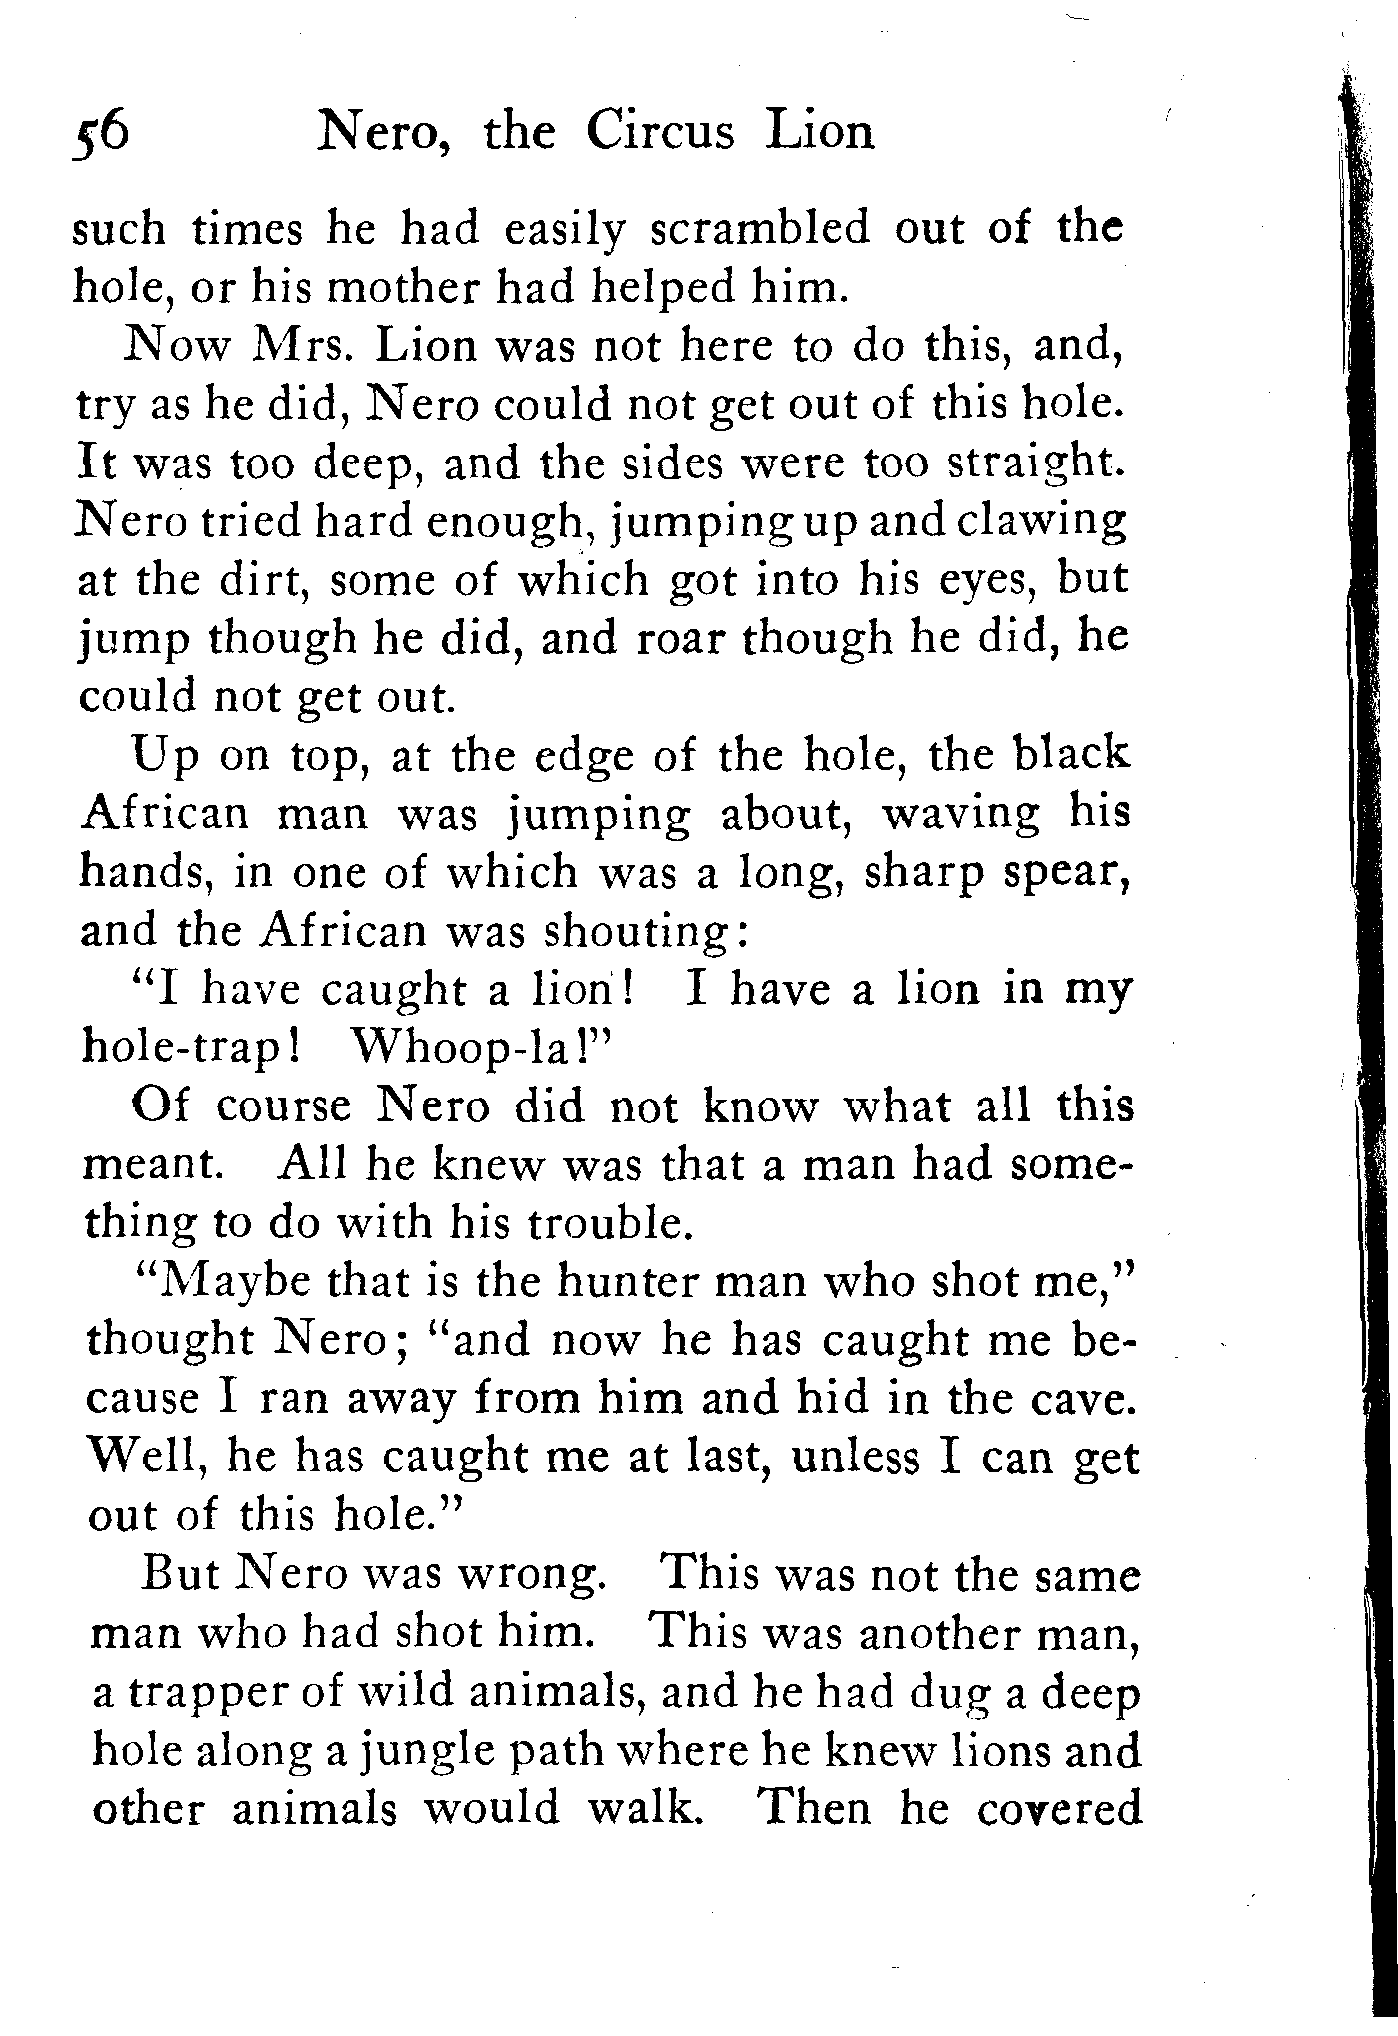 56 Nero, the Circus Lion
such times he had easily scrambled out of the
hole, or his mother had helped him.
Now Mrs. Lion was not here to do this, and,
try as he did, Nero could not get out of this hole.
It was too deep, and the sides were too straight.
Nero tried hard enough, jumping up and clawing
at the dirt, some of which got into his eyes, but
jump though he did, and roar though he did, he
could not get out.
Up on top, at the edge of the hole, the black
African man was jumping about, waving his
hands, in one of which was a long, sharp spear,
and the African was shouting:
"I have caught a lion! I have a lion in my
hole-trap! Whoop-la!"
Of course Nero did not know what all this
meant. All he knew was that a man had some-
thing to do with his trouble.
"Maybe that is the hunter man who shot me,"
thought Nero; "and now he has caught me be-
cause I ran away from him and hid in the cave.
Well, he has caught me at last, unless I can get
out of this hole."
But Nero was wrong. This was not the same
man who had shot him. This was another man,
a trapper of wild animals, and he had dug a deep
hole along a jungle path where he knew lions and
other animals would walk. Then he covered